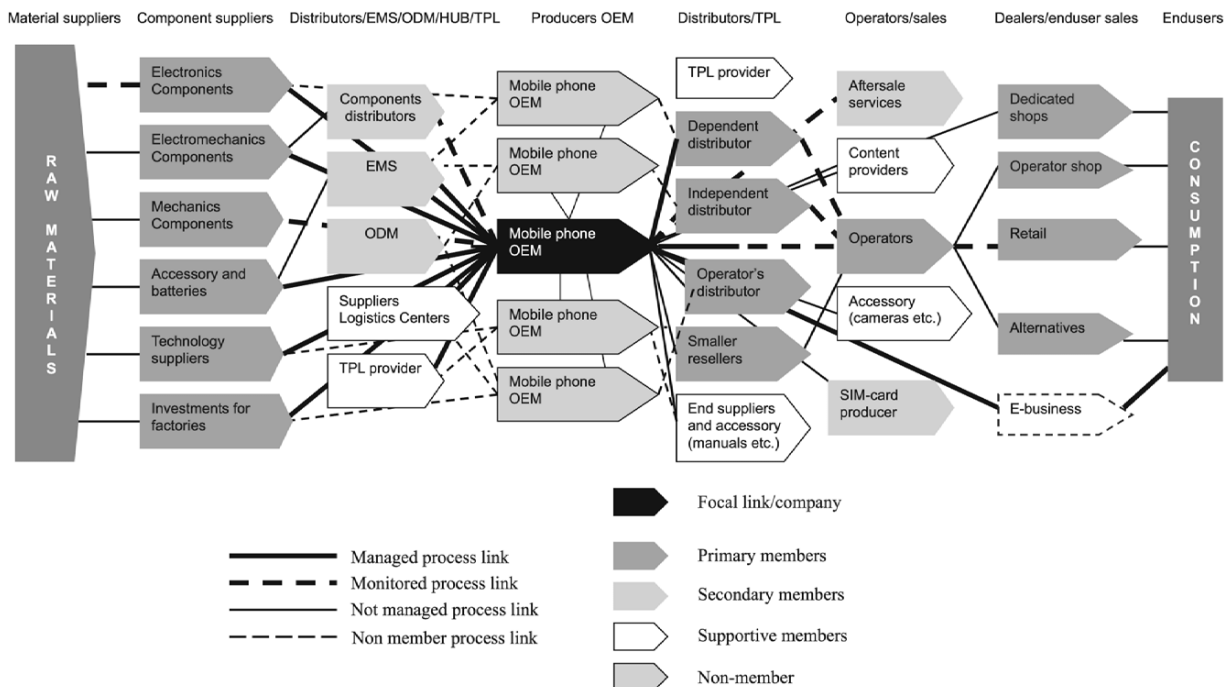 Material suppliers
Component suppliers
Distributors/EMS/ODM/HUB/TPL
Producers OEM
Distributors/TPL
Operators/sales
Dealers/enduser sales
Endusers
RAW MATERIALS
Electronics
Components
Electromechanics
Components
Mechanics
Components
Accessory and
batteries
Technology
suppliers
Investments for
factories
Components
distributors
EMS
ODM
Suppliers
Logistics Centers
TPL provider
Mobile phone
OEM
Mobile phone
OEM
Mobile phone
OEM
Mobile phone
OEM
Mobile phone
OEM
TPL provider
Dependent
distributor
Independent
distributor
Operator's
distributor
Smaller
resellers
End suppliers
and accessory
(manuals etc.)
Aftersale
services
Content
providers
Operators
Accessory
(cameras etc.)
SIM-card
producer
Dedicated
shops
Operator shop
Retail
Alternatives
E-business
CONSUMPTION
Managed process link
Monitored process link
Not managed process link
Non member process link
Focal link/company
Primary members
Secondary members
Supportive members
Non-member